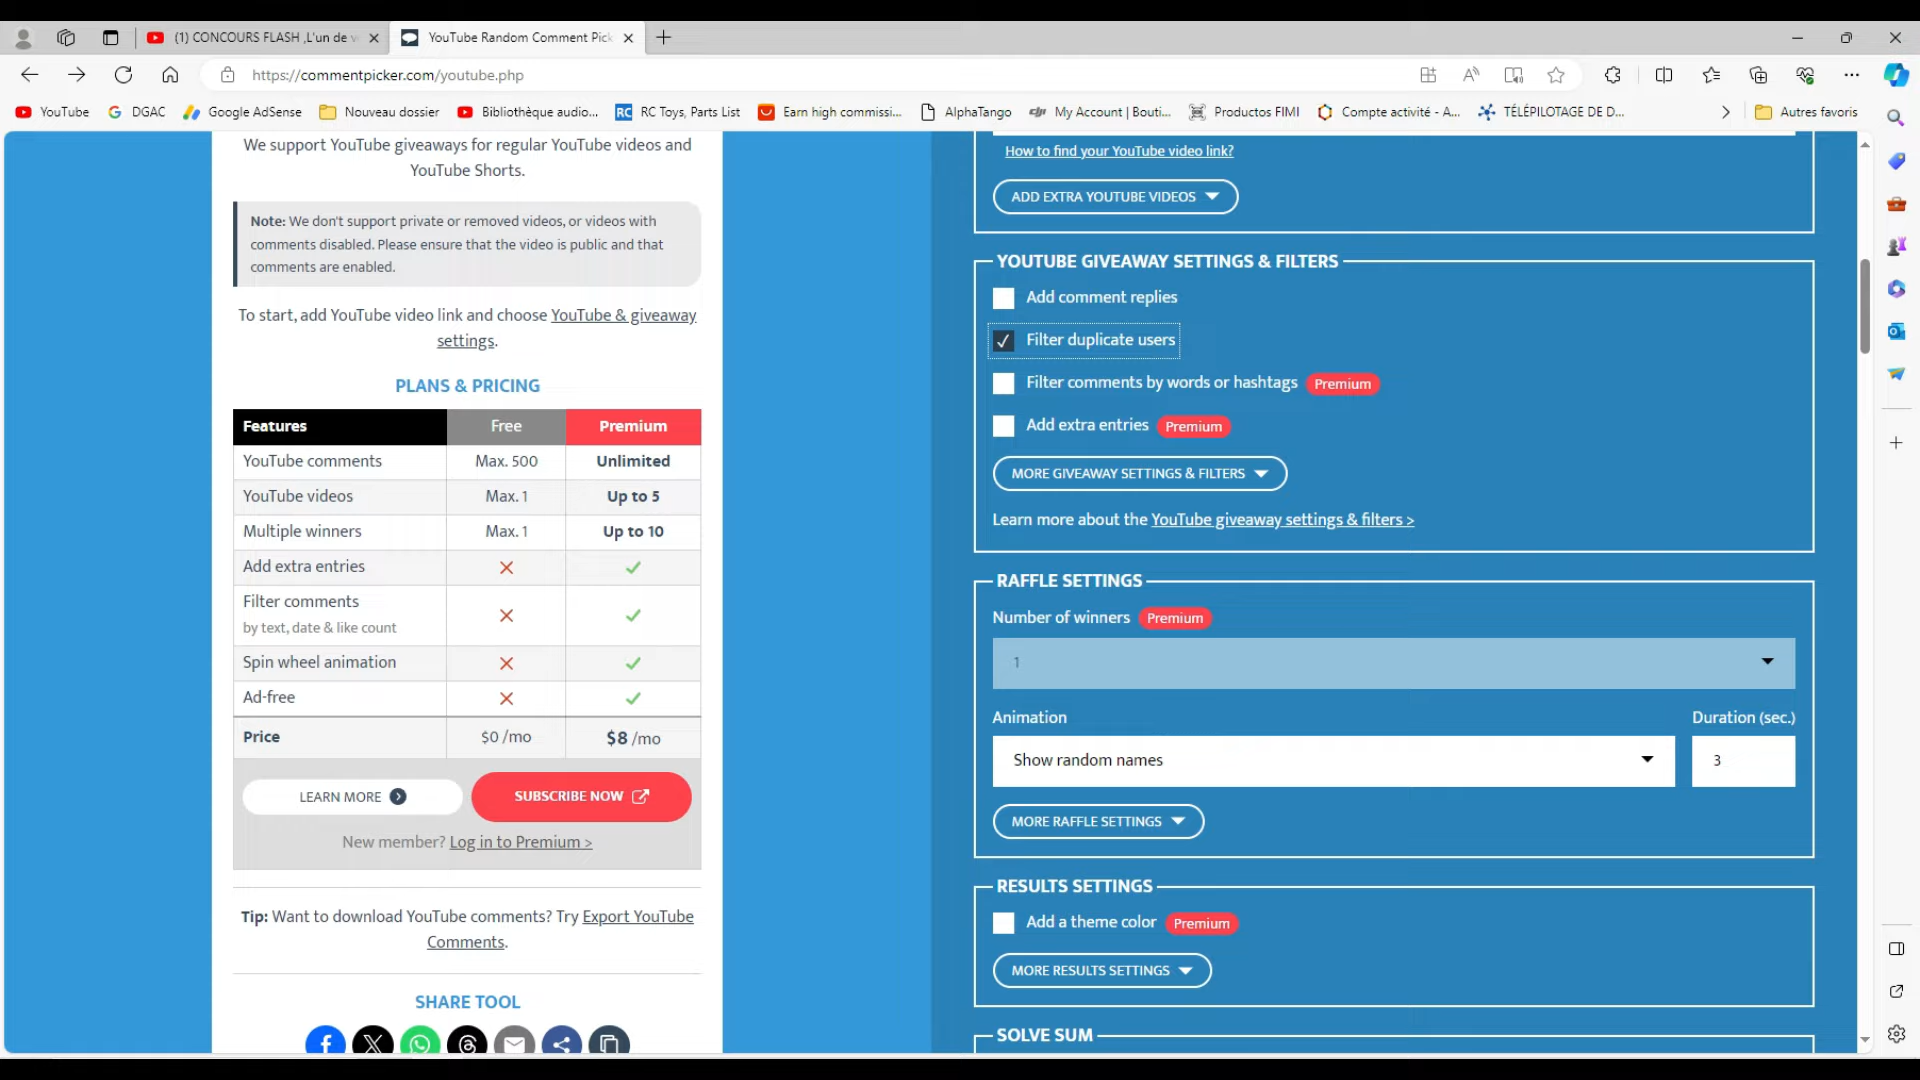 (1) CONCOURS FLASH ,L'un de v
YouTube Random Comment Pick
https://commentpicker.com/youtube.php
YouTube
DGAC
Google AdSense
Nouveau dossier
Bibliothèque audio...
RC Toys, Parts List
Earn high commissi...
AlphaTango
My Account | Bouti...
Productos FIMI
Compte activité - A...
TÉLÉPILOTAGE DE D...
Autres favoris
We support YouTube giveaways for regular YouTube videos and
YouTube Shorts.
Note: We don't support private or removed videos, or videos with
comments disabled. Please ensure that the video is public and that
comments are enabled.
To start, add YouTube video link and choose YouTube & giveaway
settings.
PLANS & PRICING
Features Free Premium
YouTube comments Max. 500 Unlimited
YouTube videos Max. 1 Up to 5
Multiple winners Max. 1 Up to 10
Add extra entries
Filter comments
by text, date & like count
Spin wheel animation
Ad-free
Price $0 /mo $8 /mo
LEARN MORE
SUBSCRIBE NOW
New member? Log in to Premium >
Tip: Want to download YouTube comments? Try Export YouTube
Comments.
SHARE TOOL
How to find your YouTube video link?
ADD EXTRA YOUTUBE VIDEOS
YOUTUBE GIVEAWAY SETTINGS & FILTERS
Add comment replies
Filter duplicate users
Filter comments by words or hashtags Premium
Add extra entries Premium
MORE GIVEAWAY SETTINGS & FILTERS
Learn more about the YouTube giveaway settings & filters >
RAFFLE SETTINGS
Number of winners Premium
1
Animation Duration (sec.)
Show random names 3
MORE RAFFLE SETTINGS
RESULTS SETTINGS
Add a theme color Premium
MORE RESULTS SETTINGS
SOLVE SUM